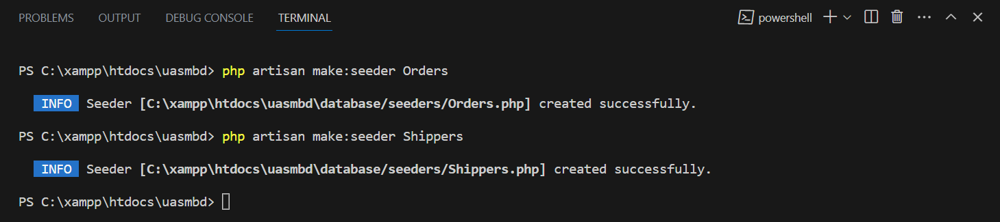 PROBLEMS OUTPUT DEBUG CONSOLE TERMINAL powershell
PS C:\xampp\htdocs\uasmbd> php artisan make:seeder Orders
INFO Seeder [C:\xampp\htdocs\uasmbd\database/seeders/Orders.php] created successfully.
PS C:\xampp\htdocs\uasmbd> php artisan make:seeder Shippers
INFO Seeder [C:\xampp\htdocs\uasmbd\database/seeders/Shippers.php] created successfully.
PS C:\xampp\htdocs\uasmbd>